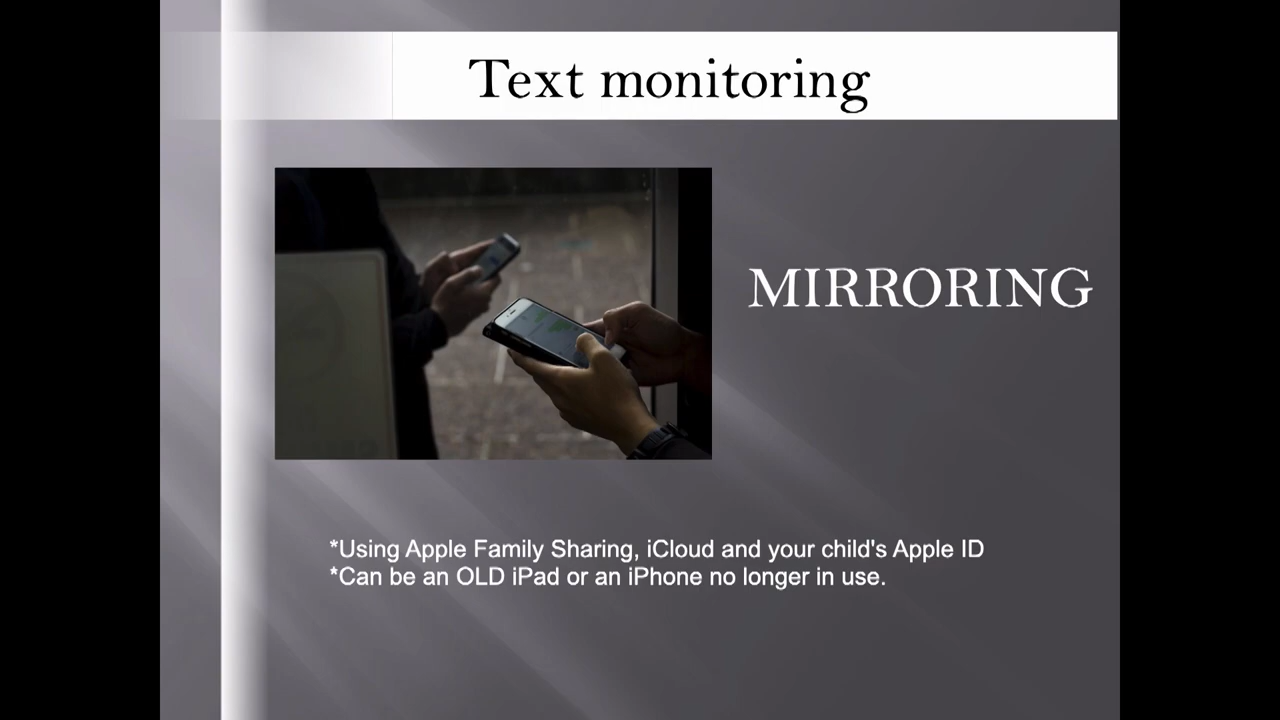 Text monitoring
MIRRORING
*Using Apple Family Sharing, iCloud and your child's Apple ID
*Can be an OLD iPad or an iPhone no longer in use.